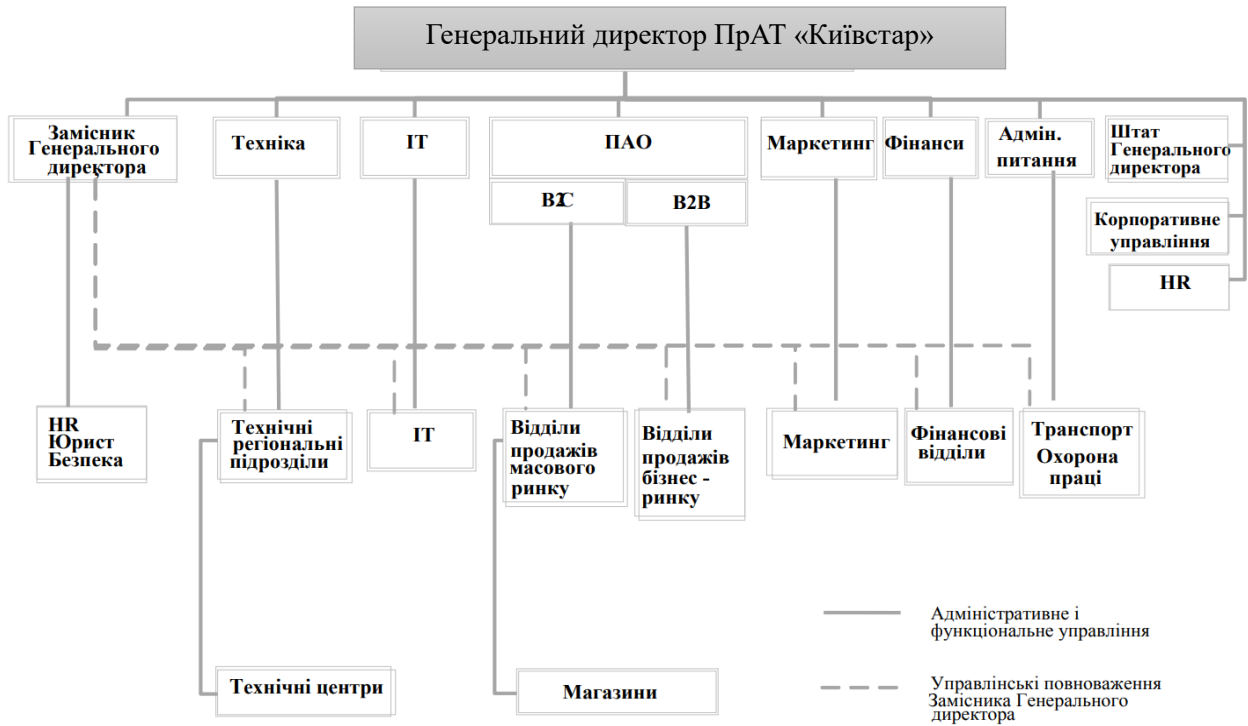 Генеральний директор ПрАТ «Київстар»
Замісник
Генерального
директора
Техніка
ІТ
ПАО
Маркетинг
Фінанси
Адмін.
питання
Штат
Генерального
директора
B2C
B2B
Корпоративне
управління
HR
HR
Юрист
Безпека
Технічні
регіональні
підрозділи
ІТ
Відділи
продажів
масового
ринку
Відділи
продажів
бізнес -
ринку
Маркетинг
Фінансові
відділи
Транспорт
Охорона
праці
Технічні центри
Магазини
Адміністративне і
функціональне управління
Управлінські повноваження
Замісника Генерального
директора